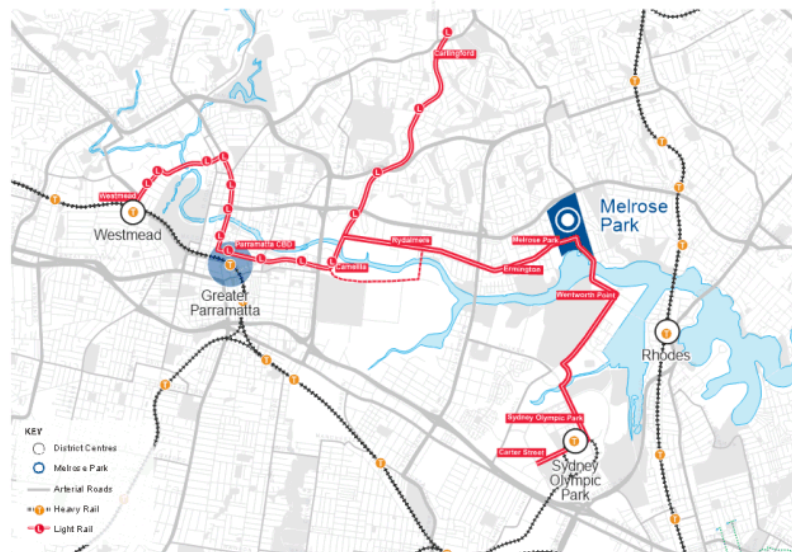 Carlingford
Westmead
Westmead
Melrose
Park
Parramatta CBD
Rydalmere
Melrose Park
Camellia
Ermington
Greater
Parramatta
Wentworth Point
Rhodes
Sydney Olympic Park
Carter Street
Sydney
Olympic
Park
KEY
District Centres
Melrose Park
Arterial Roads
T Heavy Rail
L Light Rail